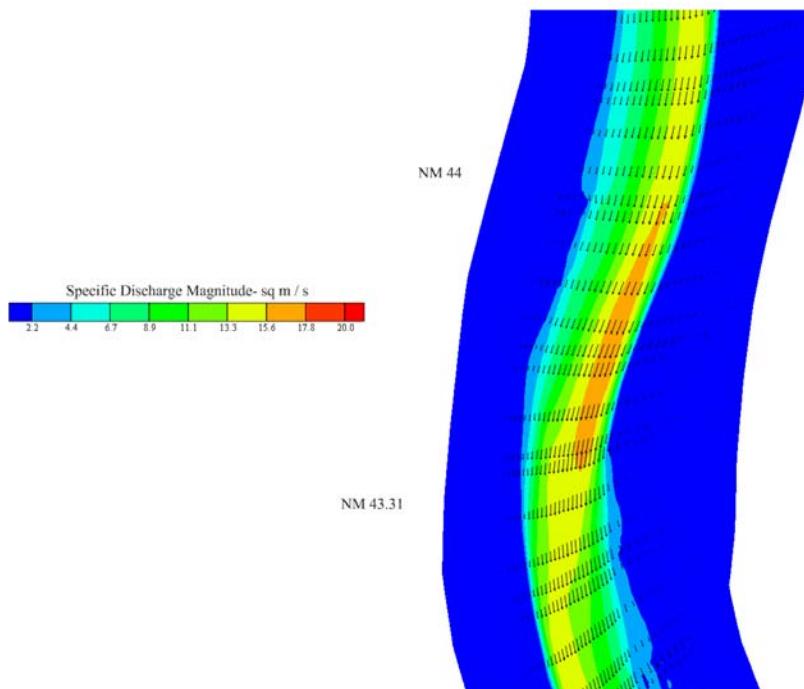 NM 44
Specific Discharge Magnitude- sq m / s
2.2 4.4 6.7 8.9 11.1 13.3 15.6 17.8 20.0
NM 43.31